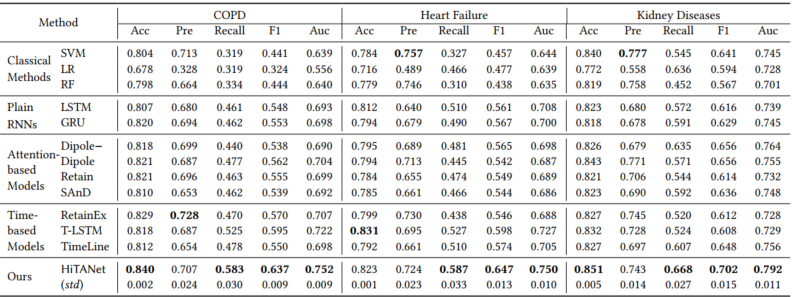 Method COPD Heart Failure Kidney Diseases
Acc Pre Recall F1 Auc Acc Pre Recall F1 Auc Acc Pre Recall F1 Auc
Classical Methods SVM 0.804 0.713 0.319 0.441 0.639 0.784 0.757 0.327 0.457 0.644 0.840 0.777 0.545 0.641 0.745
LR 0.678 0.328 0.319 0.324 0.556 0.716 0.489 0.466 0.477 0.639 0.772 0.558 0.636 0.594 0.728
RF 0.798 0.664 0.334 0.444 0.640 0.779 0.746 0.310 0.438 0.635 0.819 0.758 0.452 0.567 0.701
Plain RNNs LSTM 0.807 0.680 0.461 0.548 0.693 0.812 0.640 0.510 0.561 0.708 0.823 0.680 0.572 0.616 0.739
GRU 0.820 0.694 0.462 0.553 0.698 0.794 0.679 0.490 0.567 0.700 0.818 0.678 0.591 0.629 0.745
Attention-based Models Dipole− 0.818 0.699 0.440 0.538 0.690 0.795 0.689 0.481 0.565 0.698 0.826 0.679 0.635 0.656 0.764
Dipole 0.821 0.687 0.477 0.562 0.704 0.794 0.713 0.445 0.542 0.687 0.843 0.771 0.571 0.656 0.755
Retain 0.821 0.696 0.463 0.555 0.699 0.784 0.655 0.474 0.549 0.689 0.821 0.706 0.544 0.614 0.732
SAnD 0.810 0.653 0.462 0.539 0.692 0.785 0.661 0.466 0.544 0.686 0.823 0.690 0.592 0.636 0.748
Time-based Models RetainEx 0.829 0.728 0.470 0.570 0.707 0.799 0.730 0.438 0.546 0.688 0.827 0.745 0.520 0.612 0.728
T-LSTM 0.818 0.687 0.525 0.595 0.722 0.831 0.695 0.527 0.598 0.727 0.832 0.728 0.524 0.608 0.729
TimeLine 0.812 0.654 0.478 0.550 0.698 0.792 0.661 0.510 0.574 0.705 0.827 0.697 0.607 0.648 0.756
Ours HiTANet 0.840 0.707 0.583 0.637 0.752 0.823 0.724 0.587 0.647 0.750 0.851 0.743 0.668 0.702 0.792
(std) 0.002 0.024 0.030 0.009 0.009 0.001 0.023 0.033 0.013 0.010 0.005 0.014 0.027 0.015 0.011